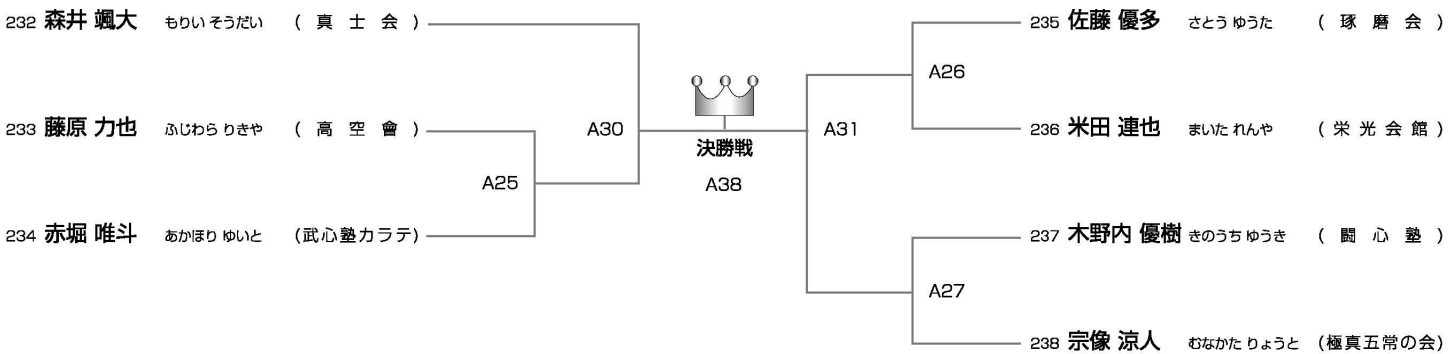 232 森井 颯大 もりい そうだい (真士会)
A30
233 藤原 力也 ふじわら りきや (高空會)
A25
234 赤堀 唯斗 あかほり ゆいと (武心塾カラテ)
決勝戦
A38
235 佐藤 優多 さとう ゆうた (琢磨会)
A26
236 米田 連也 まいた れんや (栄光会館)
A31
237 木野内 優樹 きのうち ゆうき (闘心塾)
A27
238 宗像 涼人 むなかた りょうと (極真五常の会)